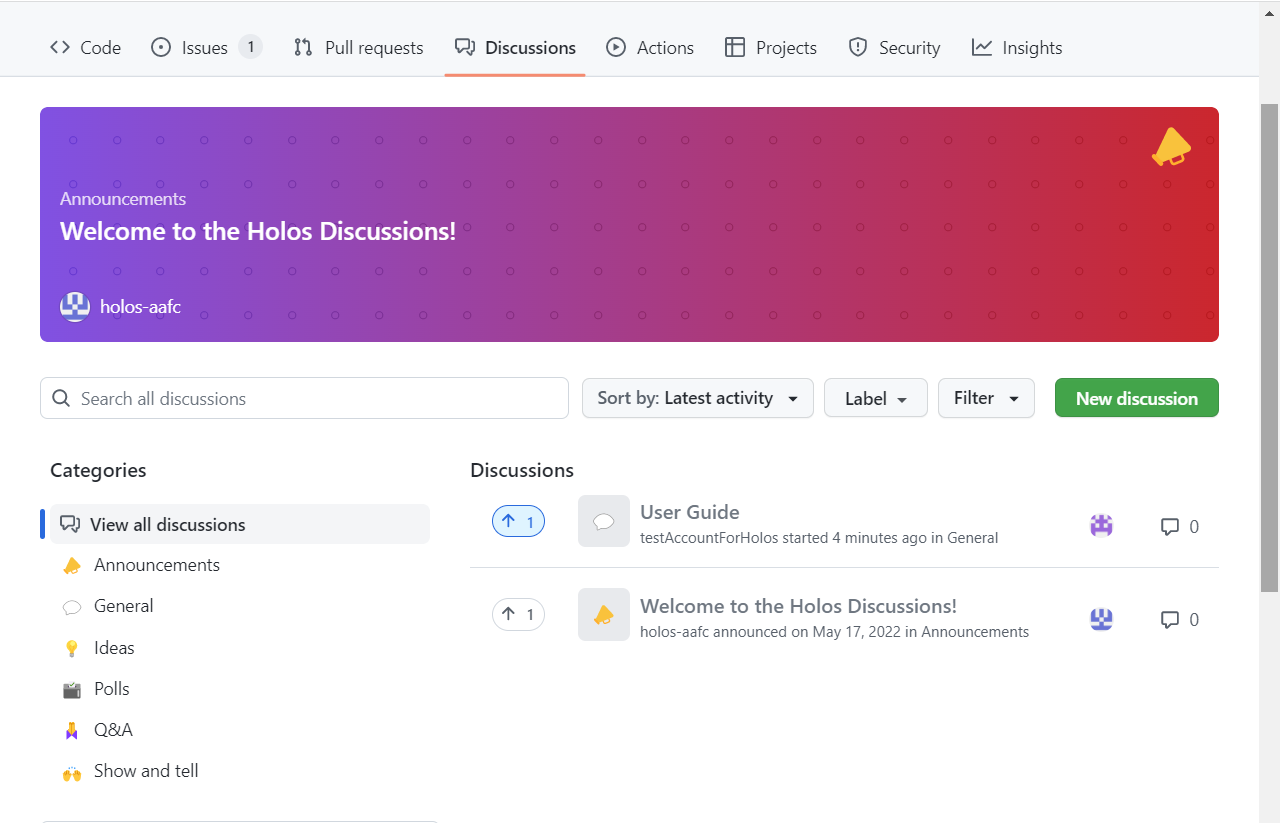 Code Issues 1 Pull requests Discussions Actions Projects Security Insights
Announcements
Welcome to the Holos Discussions!
holos-aafc
Search all discussions Sort by: Latest activity Label Filter New discussion
Categories
View all discussions
Announcements
General
Ideas
Polls
Q&A
Show and tell
Discussions
1 User Guide 0
testAccountForHolos started 4 minutes ago in General
1 Welcome to the Holos Discussions! 0
holos-aafc announced on May 17, 2022 in Announcements